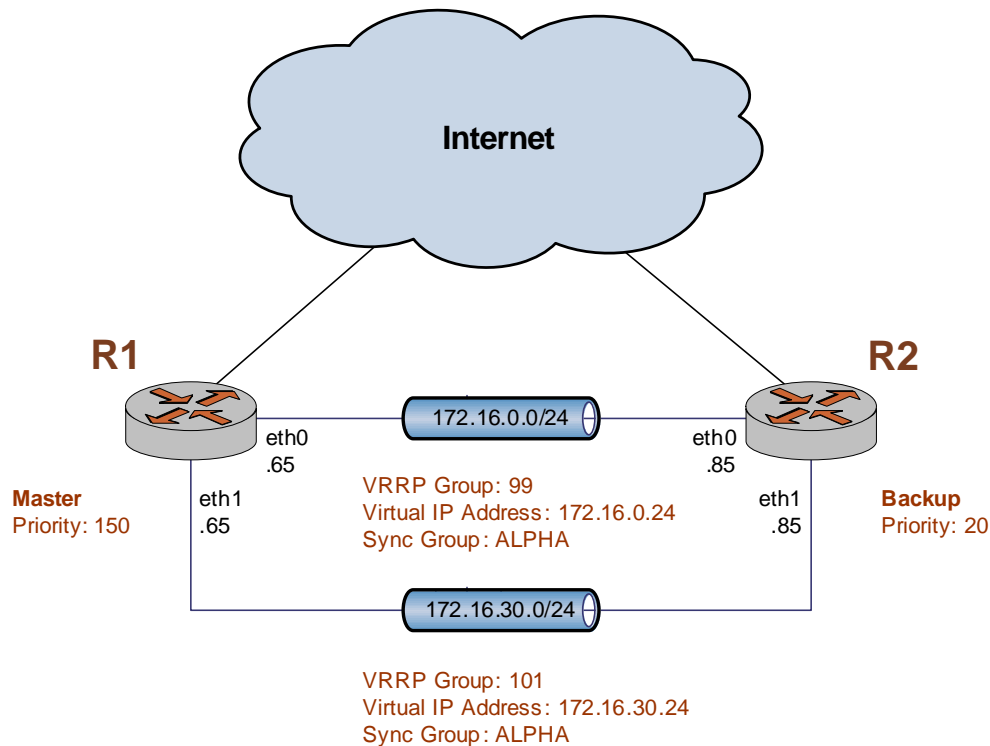 Internet
R1
R2
172.16.0.0/24
eth0
.65
eth0
.85
Master
Priority: 150
eth1
.65
VRRP Group: 99
Virtual IP Address: 172.16.0.24
Sync Group: ALPHA
eth1
.85
Backup
Priority: 20
172.16.30.0/24
VRRP Group: 101
Virtual IP Address: 172.16.30.24
Sync Group: ALPHA